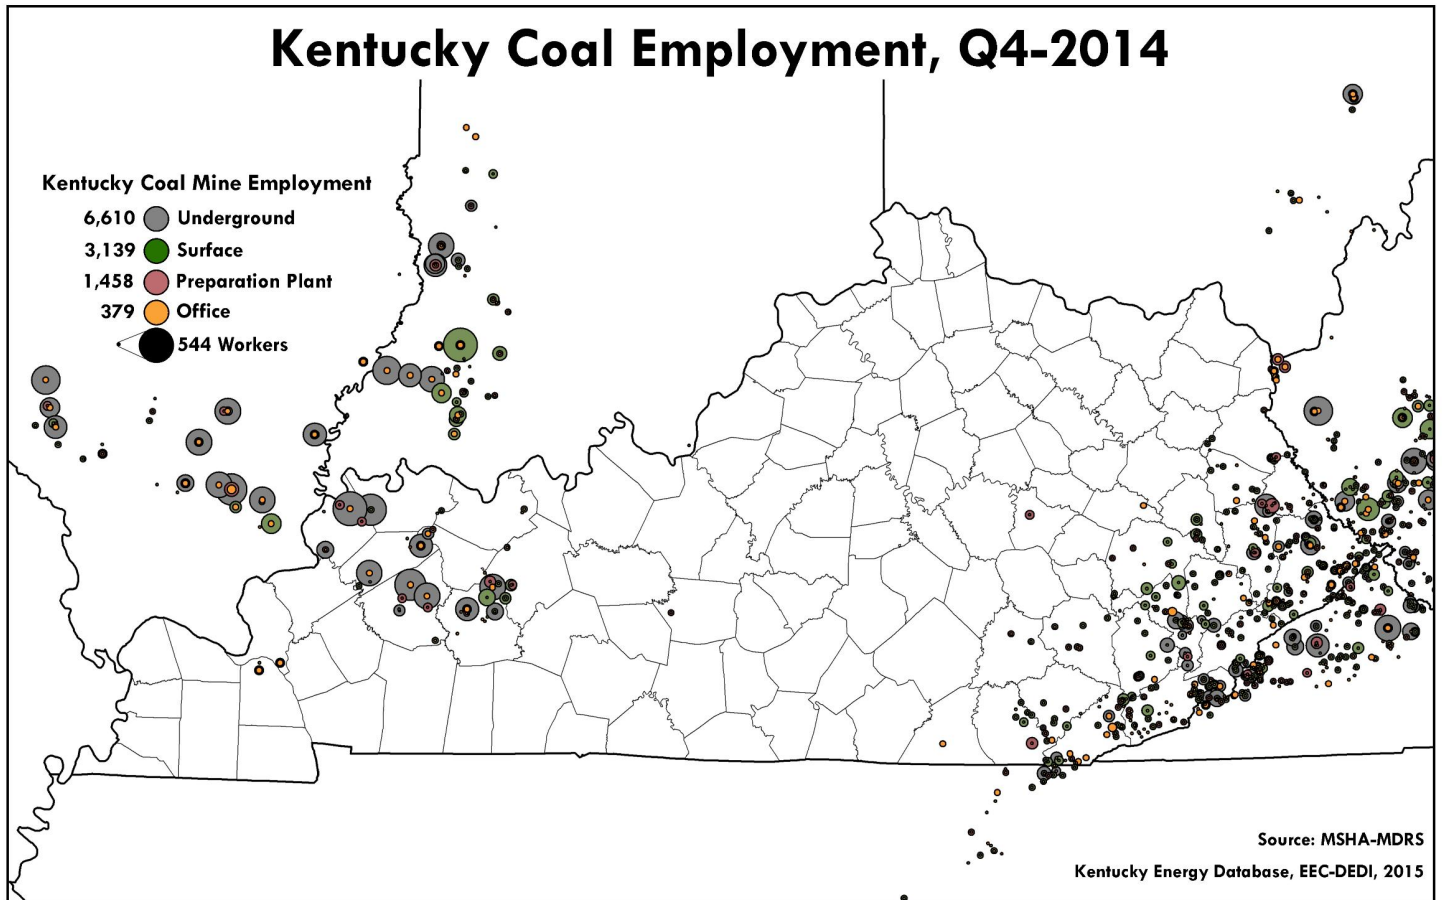 Kentucky Coal Employment, Q4-2014
Kentucky Coal Mine Employment
6,610 Underground
3,139 Surface
1,458 Preparation Plant
379 Office
544 Workers
Source: MSHA-MDRS
Kentucky Energy Database, EEC-DEDI, 2015